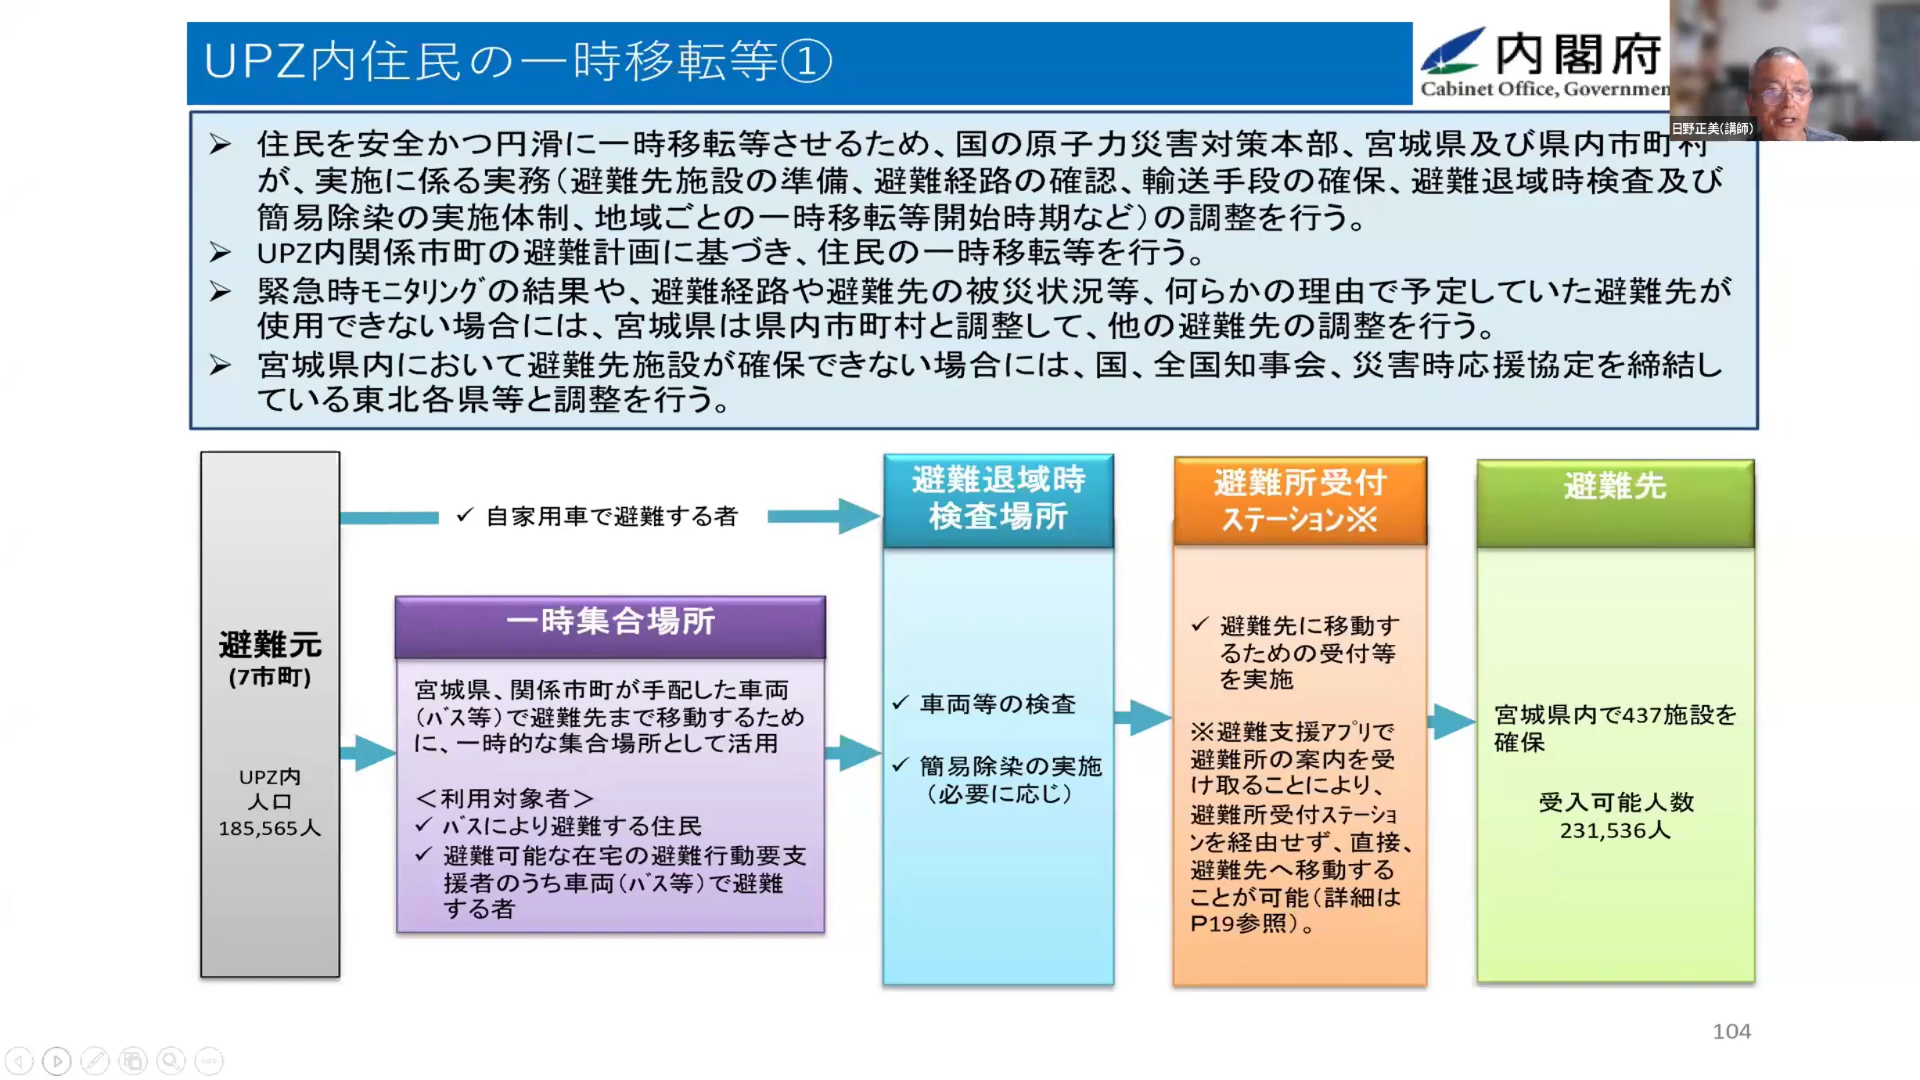 UPZ内住民の一時移転等①
内閣府
Cabinet Office, Governmen
日野正美(講師)
➢ 住民を安全かつ円滑に一時移転等させるため、国の原子力災害対策本部、宮城県及び県内市町村
が、実施に係る実務(避難先施設の準備、避難経路の確認、輸送手段の確保、避難退域時検査及び
簡易除染の実施体制、地域ごとの一時移転等開始時期など)の調整を行う。
➢ UPZ内関係市町の避難計画に基づき、住民の一時移転等を行う。
➢ 緊急時ﾓﾆﾀﾘﾝｸﾞの結果や、避難経路や避難先の被災状況等、何らかの理由で予定していた避難先が
使用できない場合には、宮城県は県内市町村と調整して、他の避難先の調整を行う。
➢ 宮城県内において避難先施設が確保できない場合には、国、全国知事会、災害時応援協定を締結し
ている東北各県等と調整を行う。
避難元
(7市町)
UPZ内
人口
185,565人
✓ 自家用車で避難する者
一時集合場所
宮城県、関係市町が手配した車両
(ﾊﾞｽ等)で避難先まで移動するため
に、一時的な集合場所として活用
＜利用対象者＞
✓ ﾊﾞｽにより避難する住民
✓ 避難可能な在宅の避難行動要支
援者のうち車両(ﾊﾞｽ等)で避難
する者
避難退域時
検査場所
✓ 車両等の検査
✓ 簡易除染の実施
(必要に応じ)
避難所受付
ｽﾃｰｼｮﾝ※
✓ 避難先に移動す
るための受付等
を実施
※避難支援ｱﾌﾟﾘで
避難所の案内を受
け取ることにより、
避難所受付ｽﾃｰｼｮ
ﾝを経由せず、直接、
避難先へ移動する
ことが可能(詳細は
P19参照)。
避難先
宮城県内で437施設を
確保
受入可能人数
231,536人
104